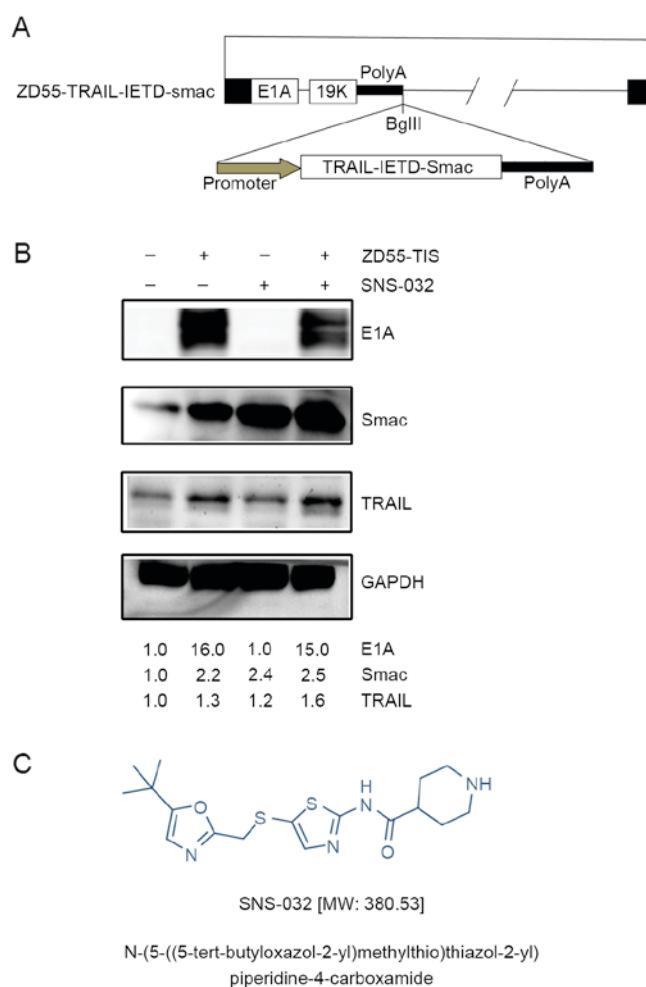 A
ZD55-TRAIL-IETD-smac
E1A
19K
PolyA
BgIII
Promoter
TRAIL-IETD-Smac
PolyA
B
– + – + ZD55-TIS
– – + + SNS-032
E1A
Smac
TRAIL
GAPDH
1.0 16.0 1.0 15.0 E1A
1.0 2.2 2.4 2.5 Smac
1.0 1.3 1.2 1.6 TRAIL
C
O
N
S
S
N
H
N
O
NH
SNS-032 [MW: 380.53]
N-(5-((5-tert-butyloxazol-2-yl)methylthio)thiazol-2-yl)
piperidine-4-carboxamide